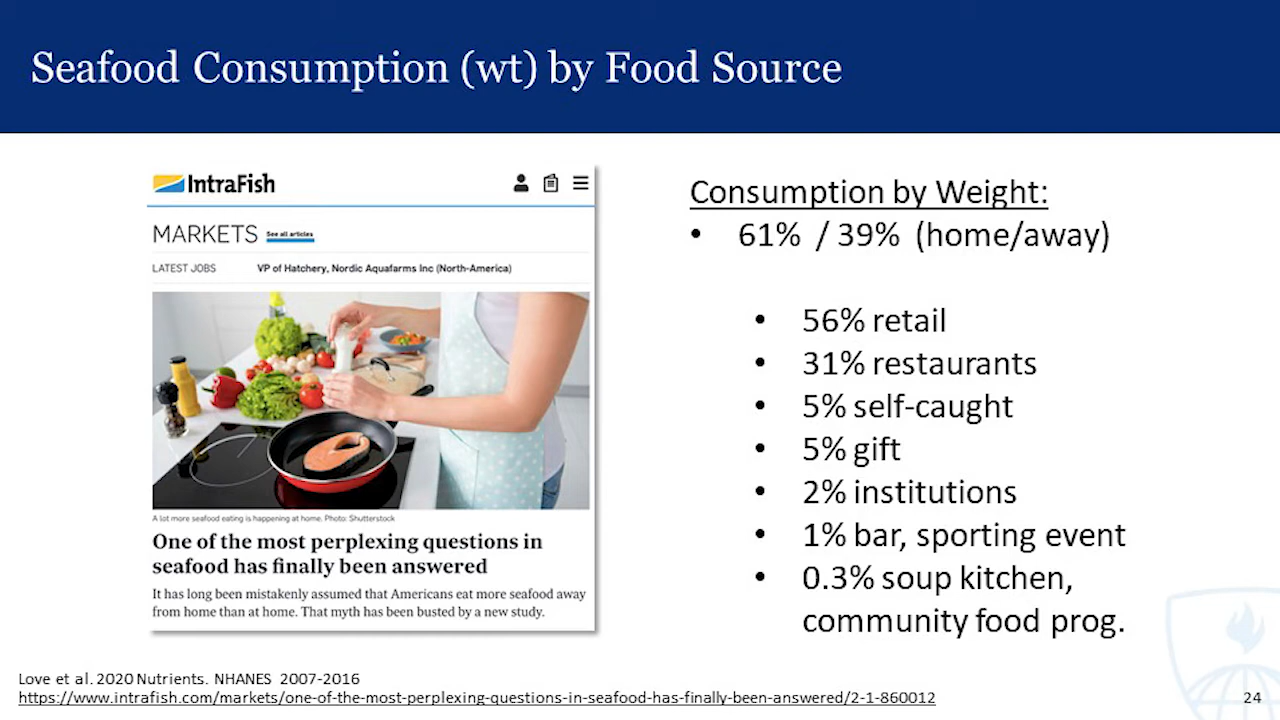 Seafood Consumption (wt) by Food Source
IntraFish
MARKETS See all articles
LATEST JOBS VP of Hatchery, Nordic Aquafarms Inc (North-America)
A lot more seafood eating is happening at home. Photo: Shutterstock
One of the most perplexing questions in
seafood has finally been answered
It has long been mistakenly assumed that Americans eat more seafood away
from home than at home. That myth has been busted by a new study.
Consumption by Weight:
• 61% / 39% (home/away)
• 56% retail
• 31% restaurants
• 5% self-caught
• 5% gift
• 2% institutions
• 1% bar, sporting event
• 0.3% soup kitchen,
community food prog.
Love et al. 2020 Nutrients. NHANES 2007-2016
https://www.intrafish.com/markets/one-of-the-most-perplexing-questions-in-seafood-has-finally-been-answered/2-1-860012
24